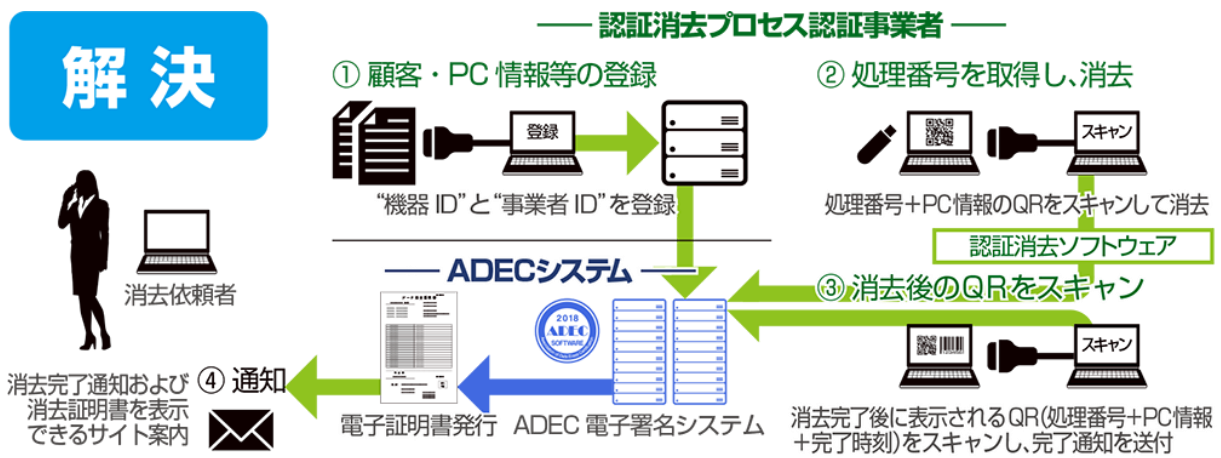 解決
認証消去プロセス認証事業者
① 顧客・PC 情報等の登録
登録
“機器 ID”と“事業者 ID”を登録
② 処理番号を取得し、消去
スキャン
処理番号+PC情報のQRをスキャンして消去
認証消去ソフトウェア
③ 消去後のQRをスキャン
スキャン
消去完了後に表示されるQR(処理番号+PC情報
+完了時刻)をスキャンし、完了通知を送付
ADECシステム
2018
ADEC
SOFTWARE
ADEC 電子署名システム
電子証明書発行
④ 通知
消去依頼者
消去完了通知および
消去証明書を表示
できるサイト案内